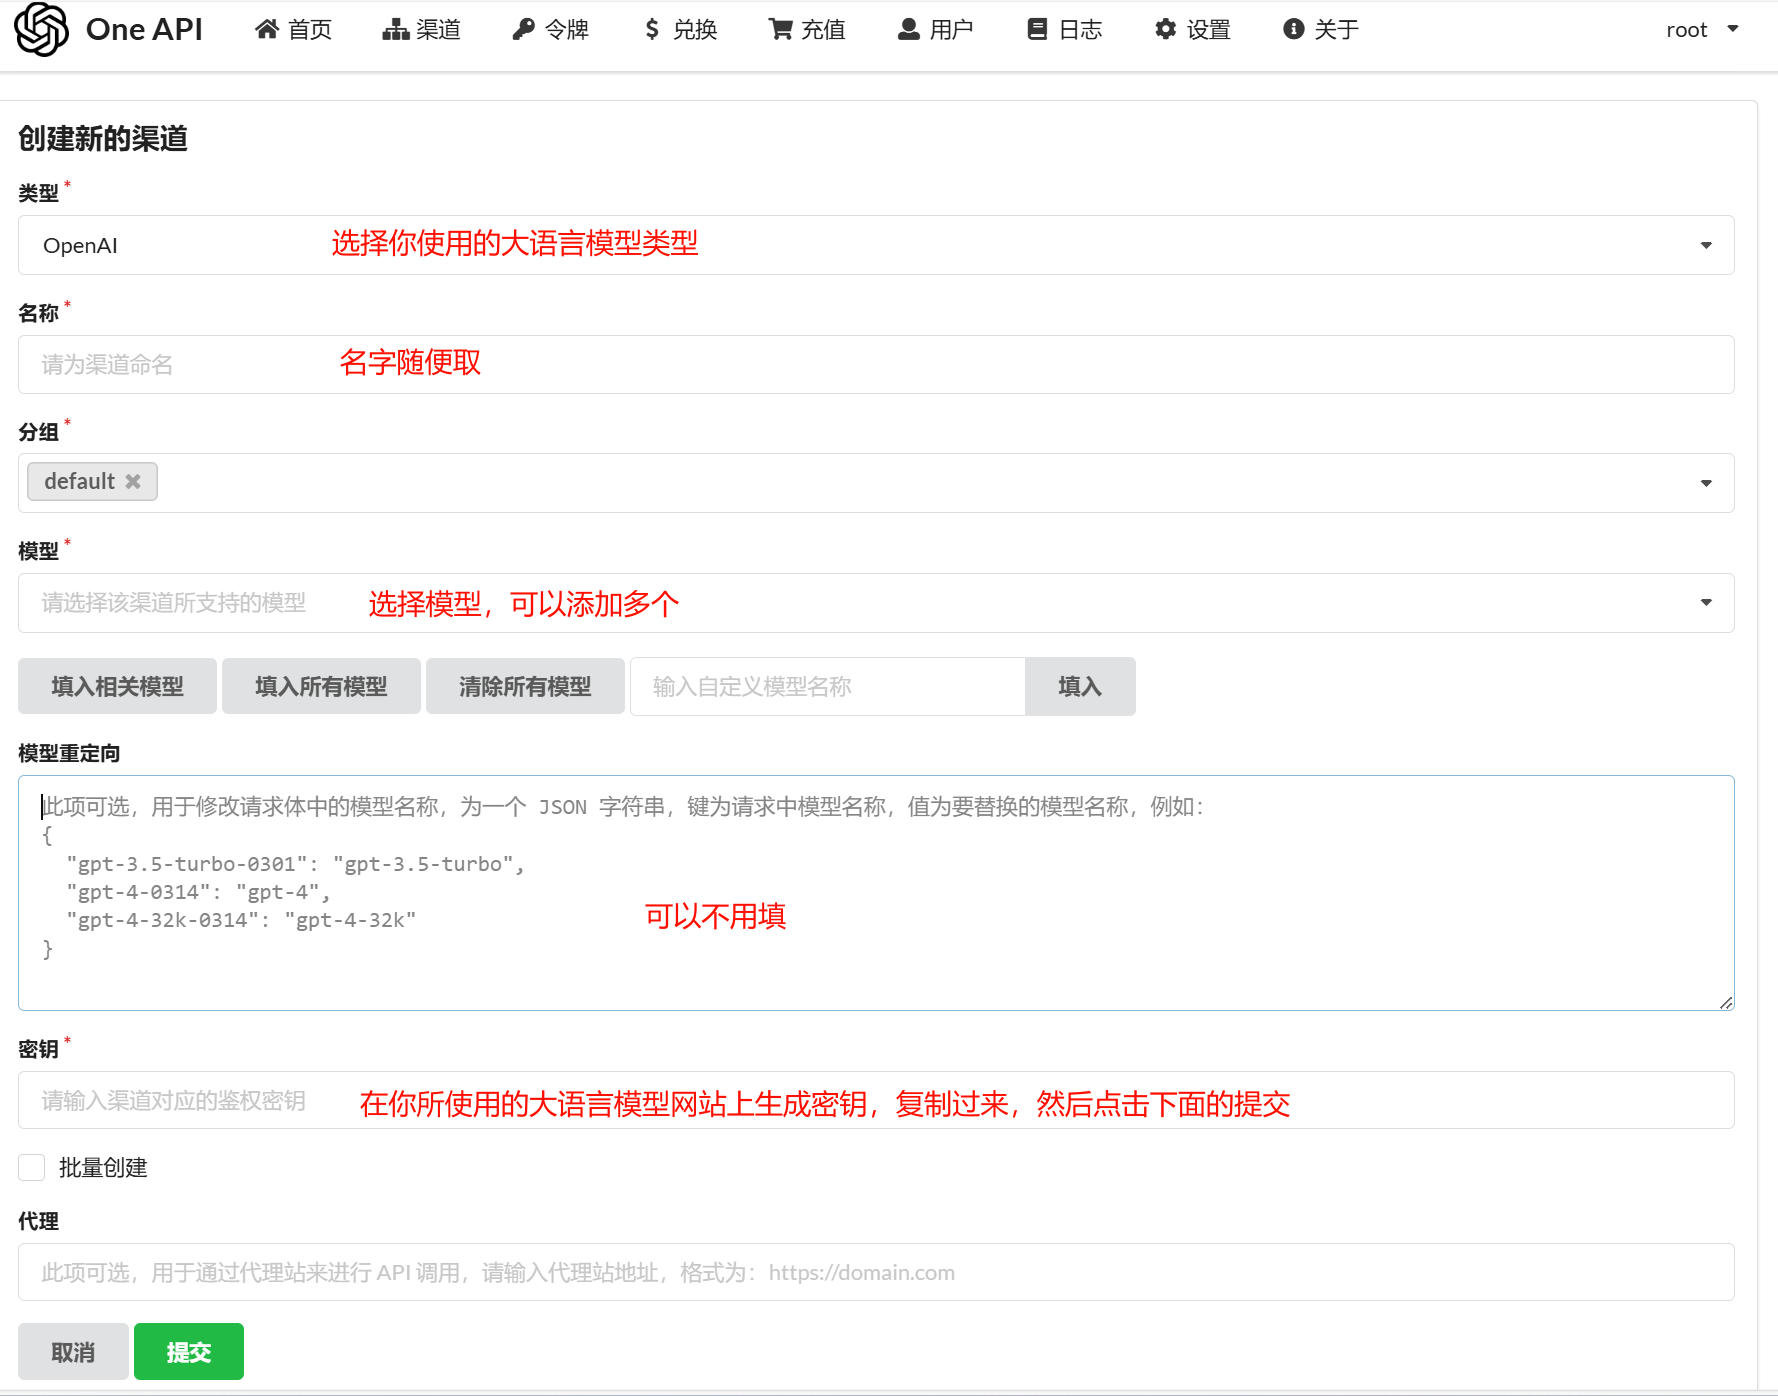 One API 首页 渠道 令牌 兑换 充值 用户 日志 设置 关于 root
创建新的渠道
类型 *
OpenAI 选择你使用的大语言模型类型
名称 *
请为渠道命名 名字随便取
分组 *
default
模型 *
请选择该渠道所支持的模型 选择模型，可以添加多个
填入相关模型 填入所有模型 清除所有模型 输入自定义模型名称 填入
模型重定向
此项可选，用于修改请求体中的模型名称，为一个 JSON 字符串，键为请求中模型名称，值为要替换的模型名称，例如：
{
"gpt-3.5-turbo-0301": "gpt-3.5-turbo",
"gpt-4-0314": "gpt-4",
"gpt-4-32k-0314": "gpt-4-32k" 可以不用填
}
密钥 *
请输入渠道对应的鉴权密钥 在你所使用的大语言模型网站上生成密钥，复制过来，然后点击下面的提交
批量创建
代理
此项可选，用于通过代理站来进行 API 调用，请输入代理站地址，格式为：https://domain.com
取消 提交